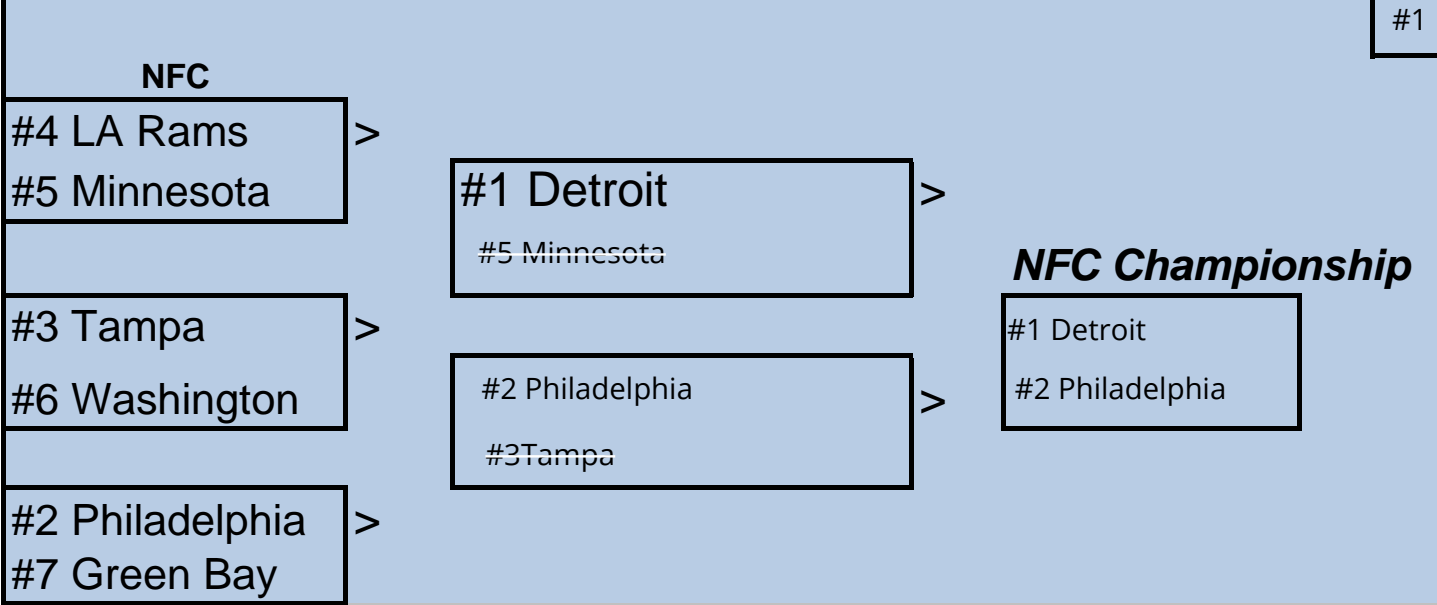 #1
NFC
#4 LA Rams >
#5 Minnesota
#1 Detroit >
#5 Minnesota
NFC Championship
#3 Tampa >
#6 Washington
#2 Philadelphia >
#3Tampa
#1 Detroit
#2 Philadelphia
#2 Philadelphia >
#7 Green Bay